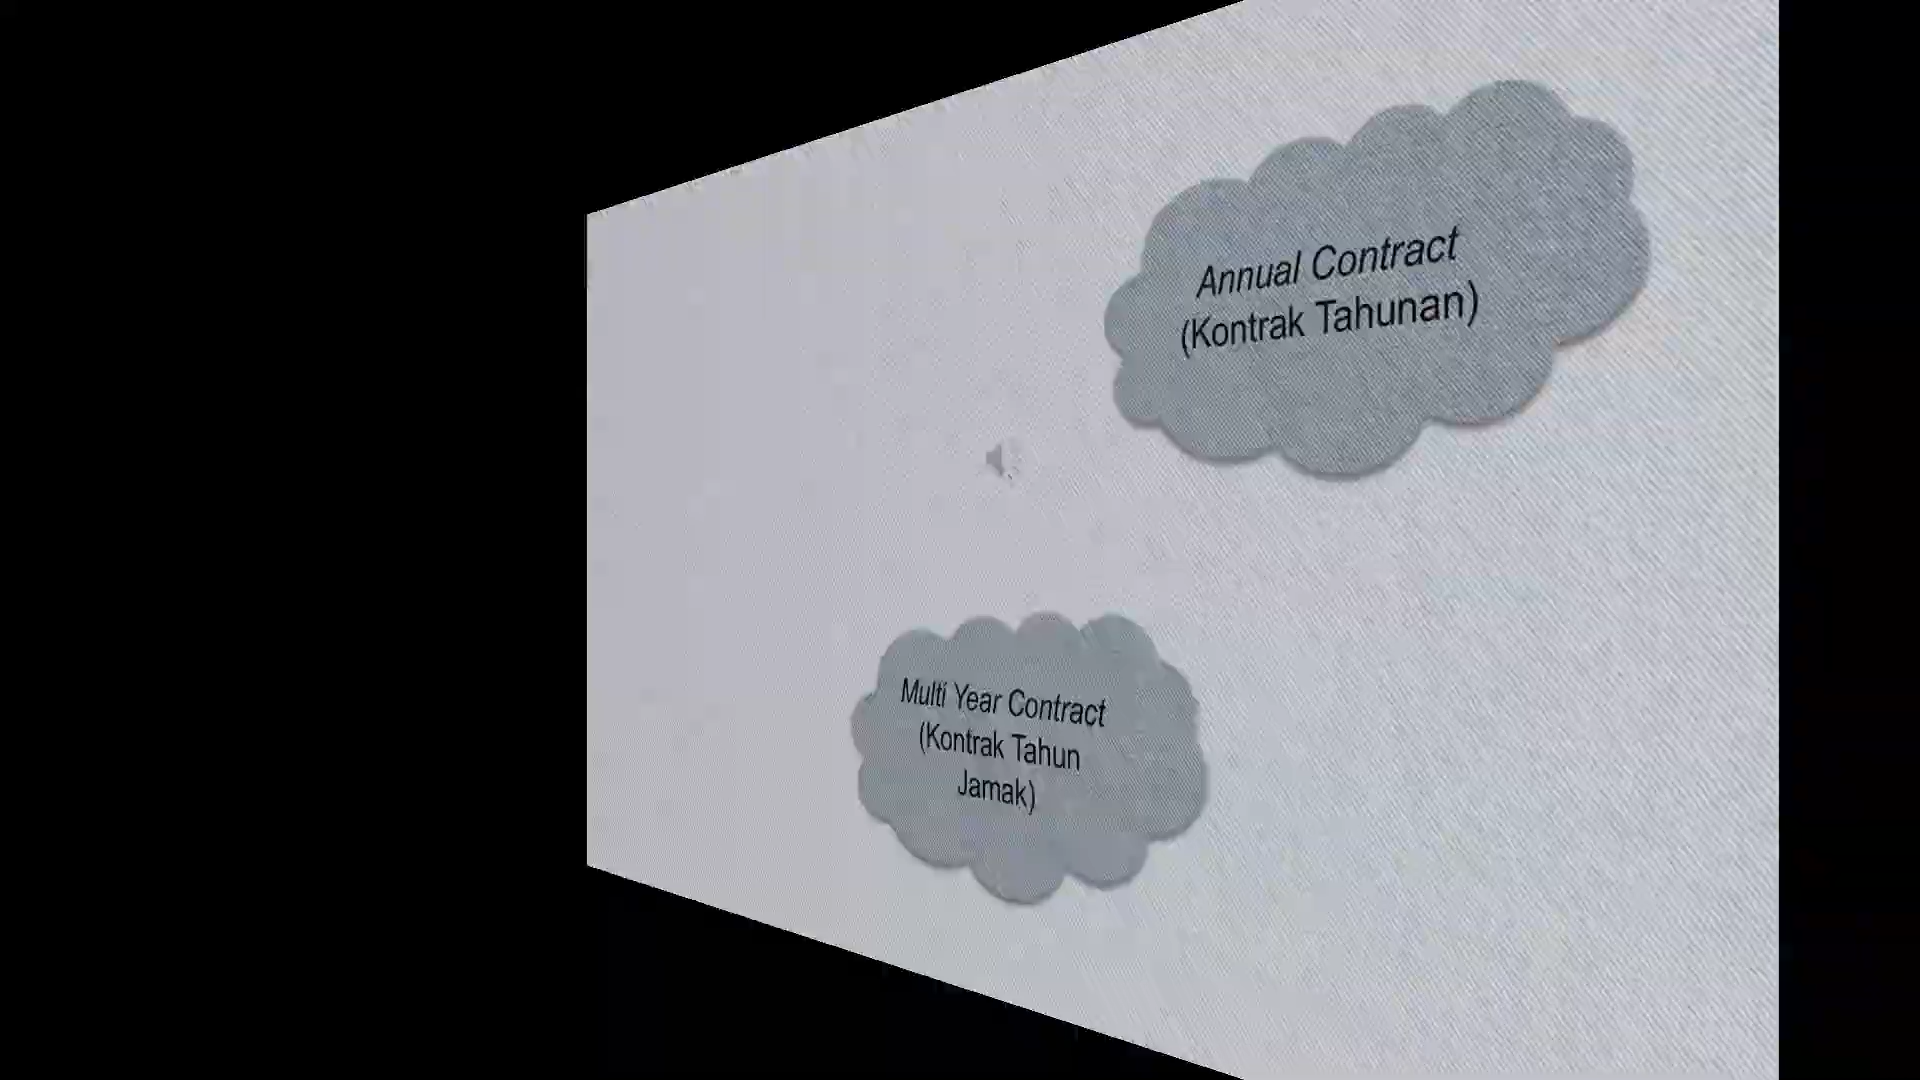 Annual Contract
(Kontrak Tahunan)
Multi Year Contract
(Kontrak Tahun
Jamak)